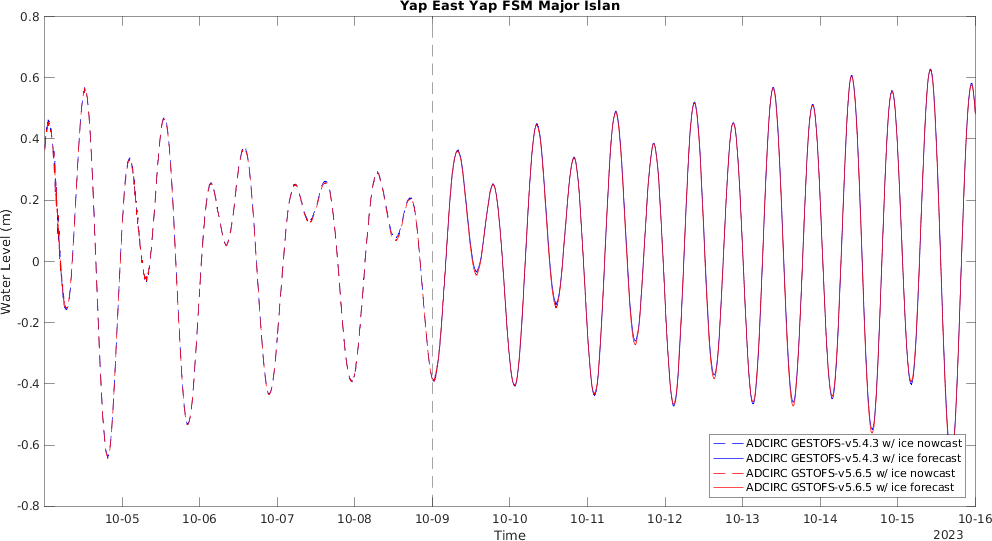 Yap East Yap FSM Major Islan
0.8
0.6
0.4
0.2
0
-0.2
-0.4
-0.6
-0.8
Water Level (m)
10-05 10-06 10-07 10-08 10-09 10-10 10-11 10-12 10-13 10-14 10-15 10-16
Time
2023
ADCIRC GESTOFS-v5.4.3 w/ ice nowcast
ADCIRC GESTOFS-v5.4.3 w/ ice forecast
ADCIRC GSTOFS-v5.6.5 w/ ice nowcast
ADCIRC GSTOFS-v5.6.5 w/ ice forecast